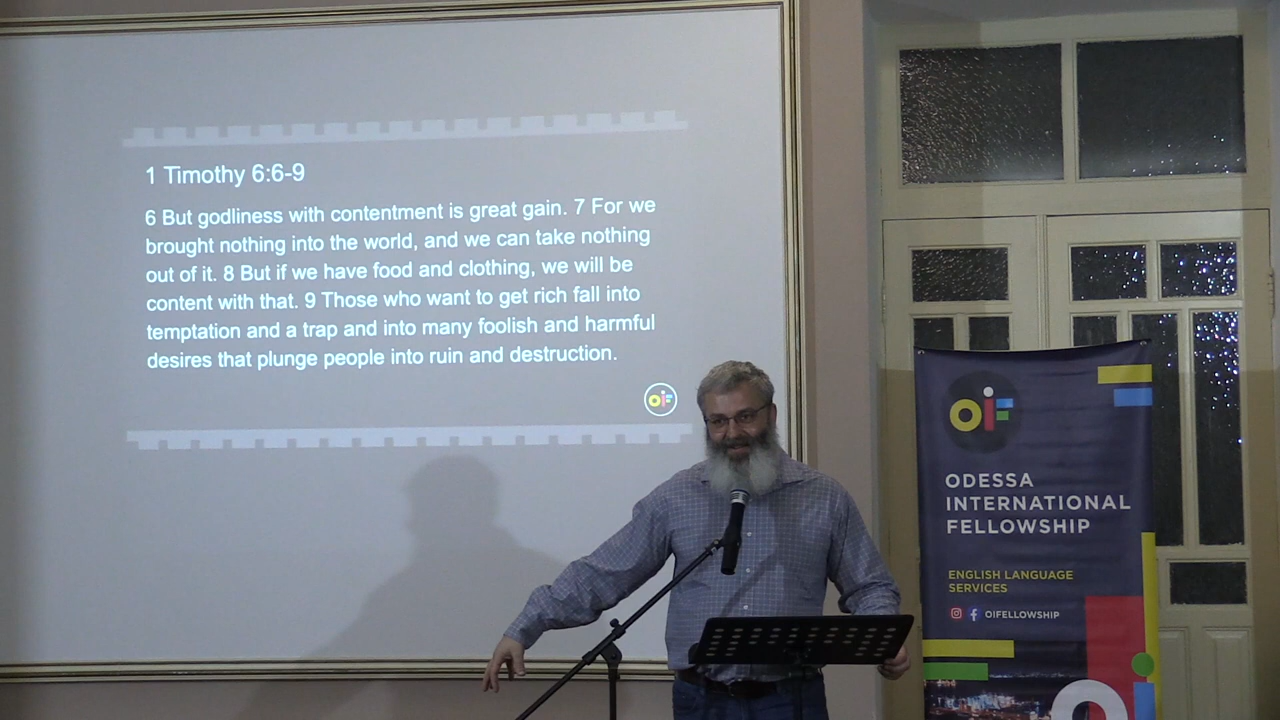 1 Timothy 6:6-9
6 But godliness with contentment is great gain. 7 For we
brought nothing into the world, and we can take nothing
out of it. 8 But if we have food and clothing, we will be
content with that. 9 Those who want to get rich fall into
temptation and a trap and into many foolish and harmful
desires that plunge people into ruin and destruction.
OiF
OiF
ODESSA
INTERNATIONAL
FELLOWSHIP
ENGLISH LANGUAGE
SERVICES
OIFELLOWSHIP
Oi